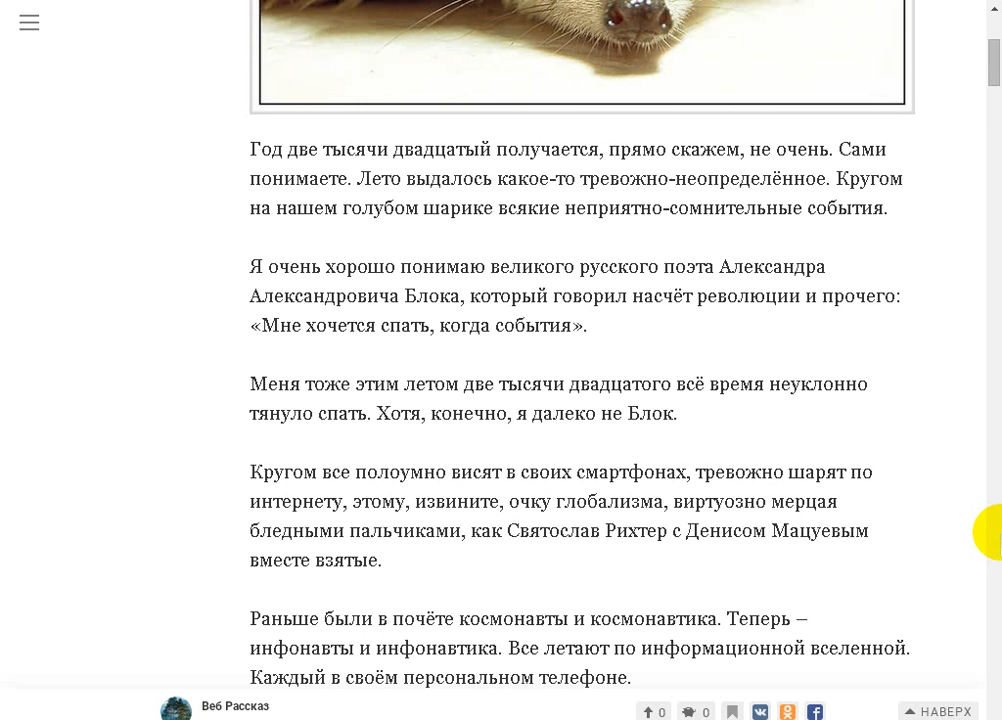 Год две тысячи двадцатый получается, прямо скажем, не очень. Сами
понимаете. Лето выдалось какое-то тревожно-неопределённое. Кругом
на нашем голубом шарике всякие неприятно-сомнительные события.
Я очень хорошо понимаю великого русского поэта Александра
Александровича Блока, который говорил насчёт революции и прочего:
«Мне хочется спать, когда события».
Меня тоже этим летом две тысячи двадцатого всё время неуклонно
тянуло спать. Хотя, конечно, я далеко не Блок.
Кругом все полоумно висят в своих смартфонах, тревожно шарят по
интернету, этому, извините, очку глобализма, виртуозно мерцая
бледными пальчиками, как Святослав Рихтер с Денисом Мацуевым
вместе взятые.
Раньше были в почёте космонавты и космонавтика. Теперь –
инфонавты и инфонавтика. Все летают по информационной вселенной.
Каждый в своём персональном телефоне.
Веб Рассказ
0 0 НАВЕРХ